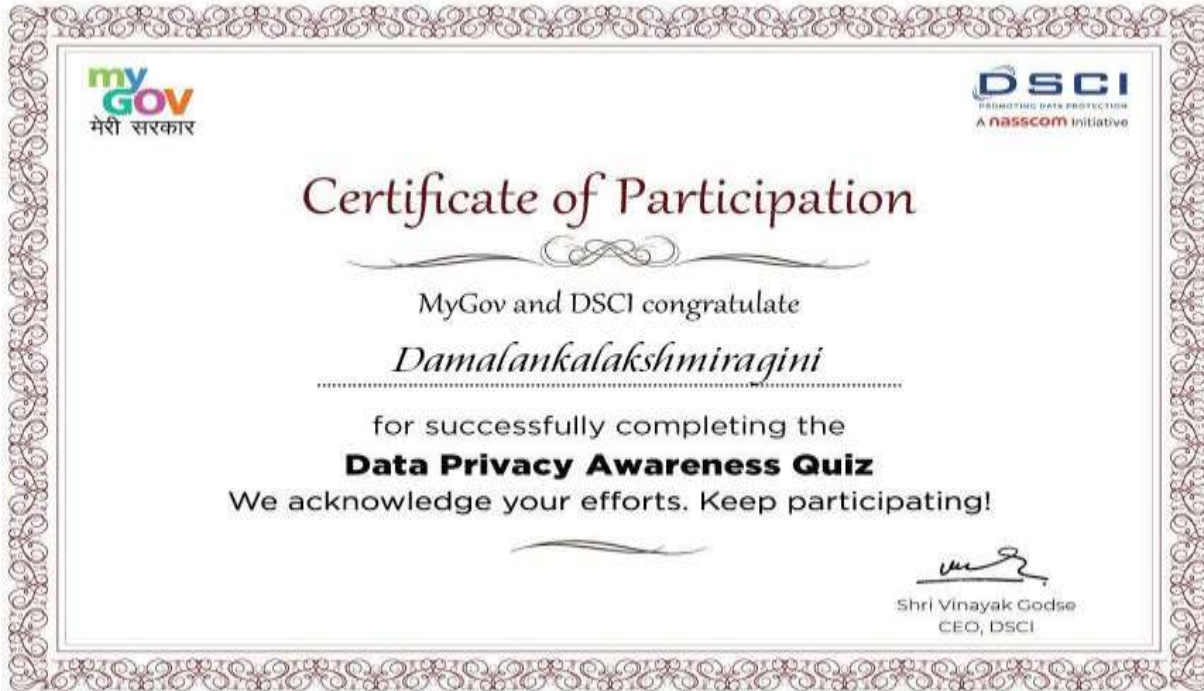 my
GOV
मेरी सरकार
DSCI
PROMOTING DATA PROTECTION
A nasscom Initiative
Certificate of Participation
MyGov and DSCI congratulate
Damalankalakshmiragini
for successfully completing the
Data Privacy Awareness Quiz
We acknowledge your efforts. Keep participating!
Shri Vinayak Godse
CEO, DSCI